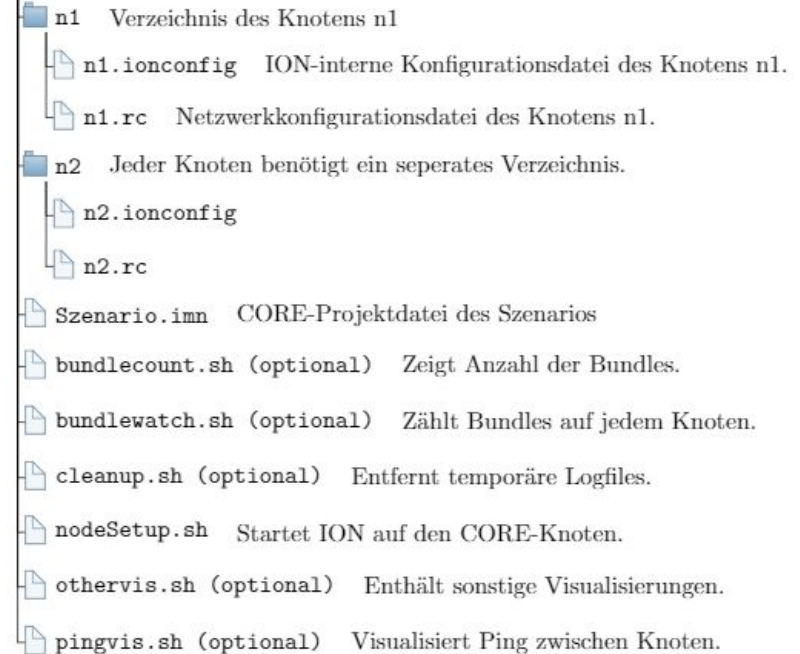 n1 Verzeichnis des Knotens n1
n1.ionconfig ION-interne Konfigurationsdatei des Knotens n1.
n1.rc Netzwerkkonfigurationsdatei des Knotens n1.
n2 Jeder Knoten benötigt ein seperates Verzeichnis.
n2.ionconfig
n2.rc
Szenario.imn CORE-Projektdatei des Szenarios
bundlecount.sh (optional) Zeigt Anzahl der Bundles.
bundlewatch.sh (optional) Zählt Bundles auf jedem Knoten.
cleanup.sh (optional) Entfernt temporäre Logfiles.
nodeSetup.sh Startet ION auf den CORE-Knoten.
othervis.sh (optional) Enthält sonstige Visualisierungen.
pingvis.sh (optional) Visualisiert Ping zwischen Knoten.